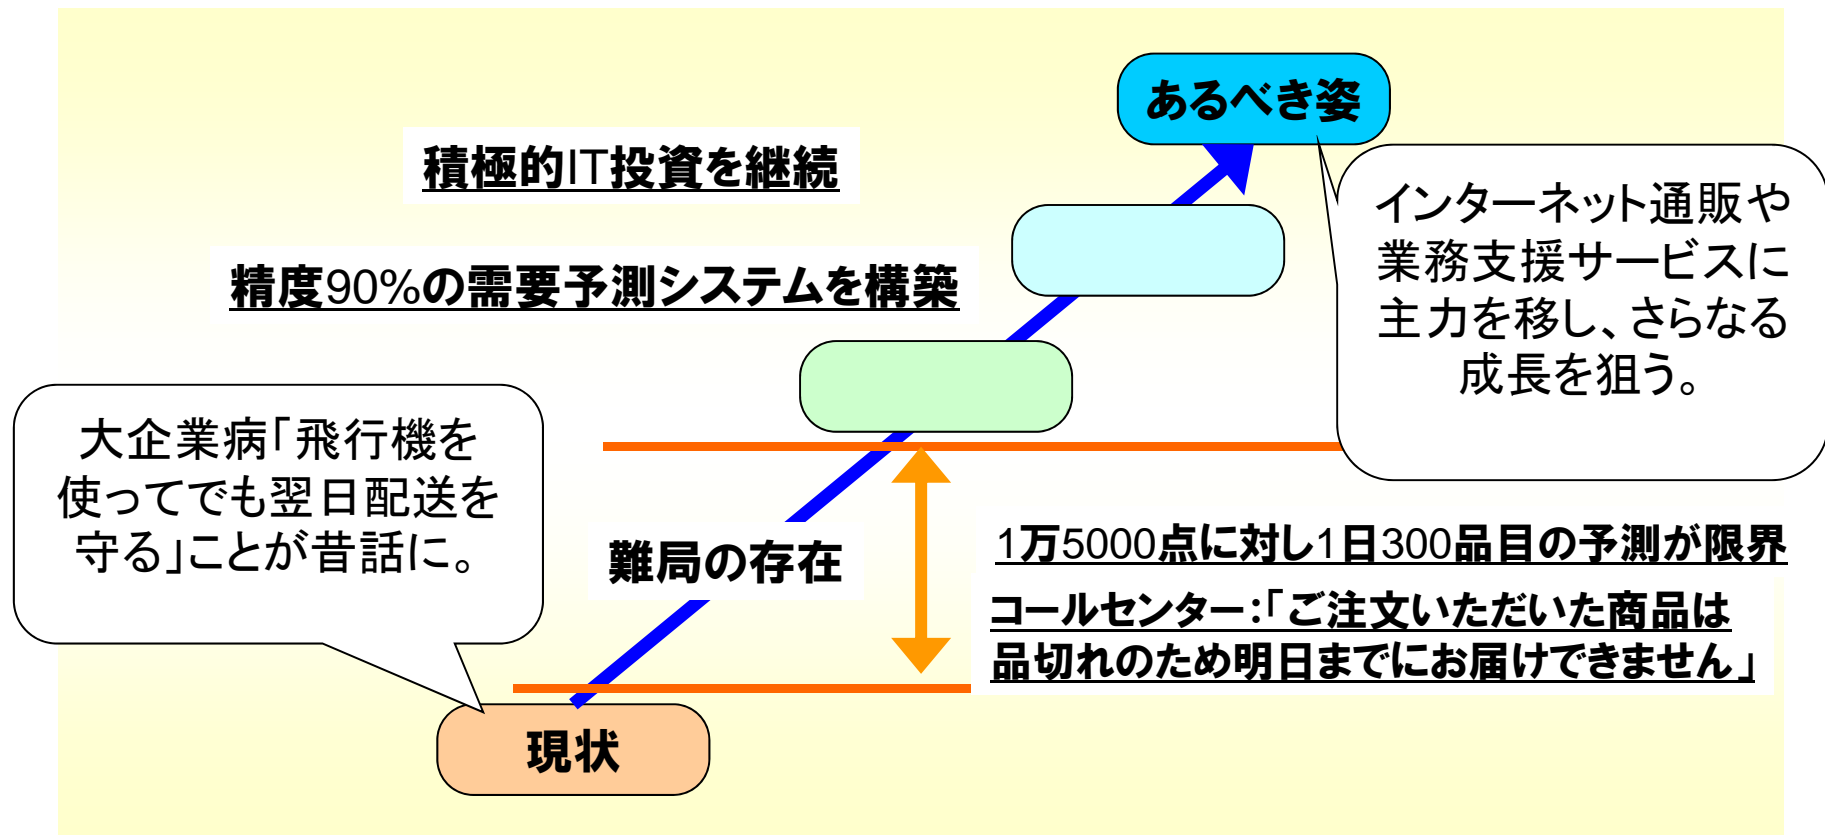 あるべき姿
積極的IT投資を継続
インターネット通販や
業務支援サービスに
主力を移し、さらなる
成長を狙う。
精度90%の需要予測システムを構築
大企業病「飛行機を
使ってでも翌日配送を
守る」ことが昔話に。
難局の存在
1万5000点に対し1日300品目の予測が限界
コールセンター：「ご注文いただいた商品は
品切れのため明日までにお届けできません」
現状